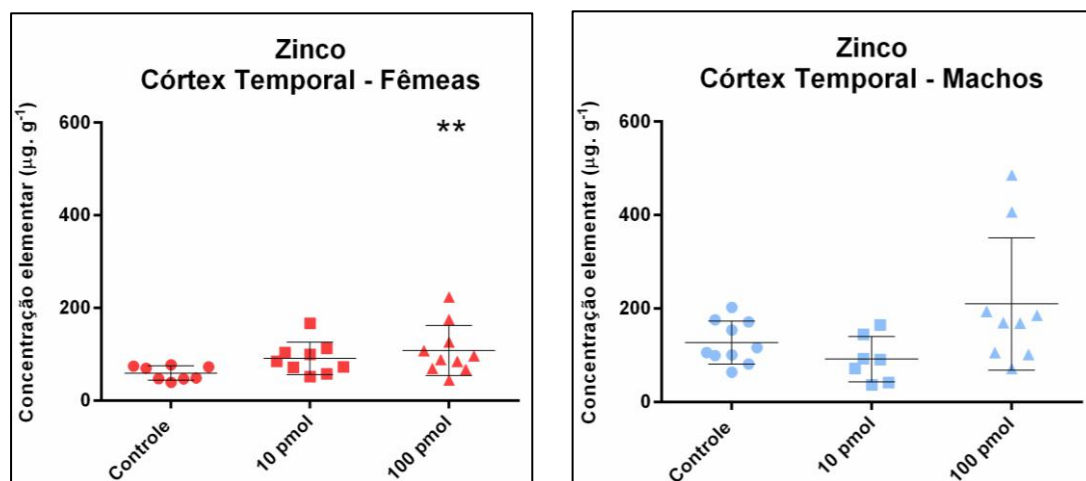 Zinco
Córtex Temporal - Fêmeas
Concentração elementar (µg. g⁻¹)
600
400
200
0
**
Controle
10 pmol
100 pmol
Zinco
Córtex Temporal - Machos
Concentração elementar (µg. g⁻¹)
600
400
200
0
Controle
10 pmol
100 pmol